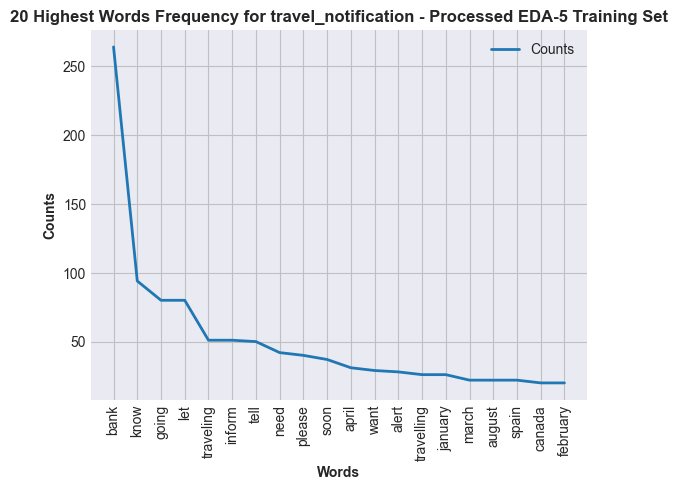 20 Highest Words Frequency for travel_notification - Processed EDA-5 Training Set
Counts
250
200
150
100
50
Counts
bank
know
going
let
traveling
inform
tell
need
please
soon
april
want
alert
travelling
january
march
august
spain
canada
february
Words